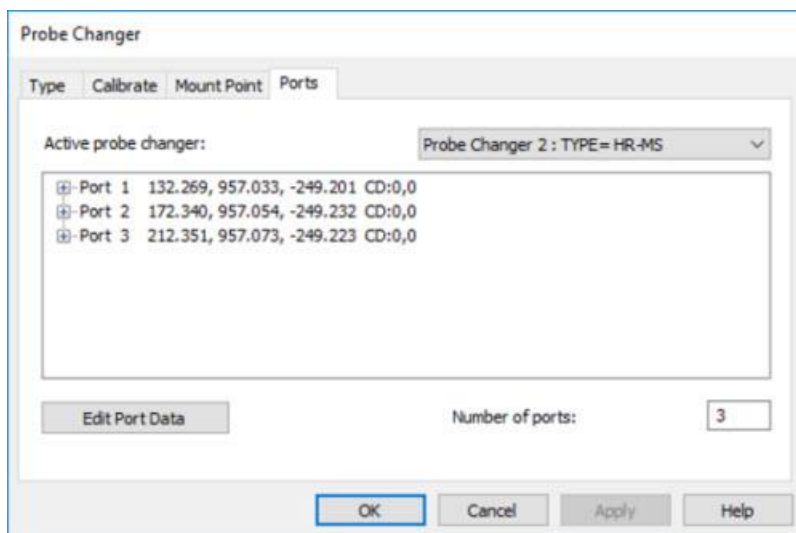 Probe Changer
Type Calibrate Mount Point Ports
Active probe changer: Probe Changer 2 : TYPE= HR-MS
Port 1 132.269, 957.033, -249.201 CD:0,0
Port 2 172.340, 957.054, -249.232 CD:0,0
Port 3 212.351, 957.073, -249.223 CD:0,0
Edit Port Data Number of ports: 3
OK Cancel Apply Help